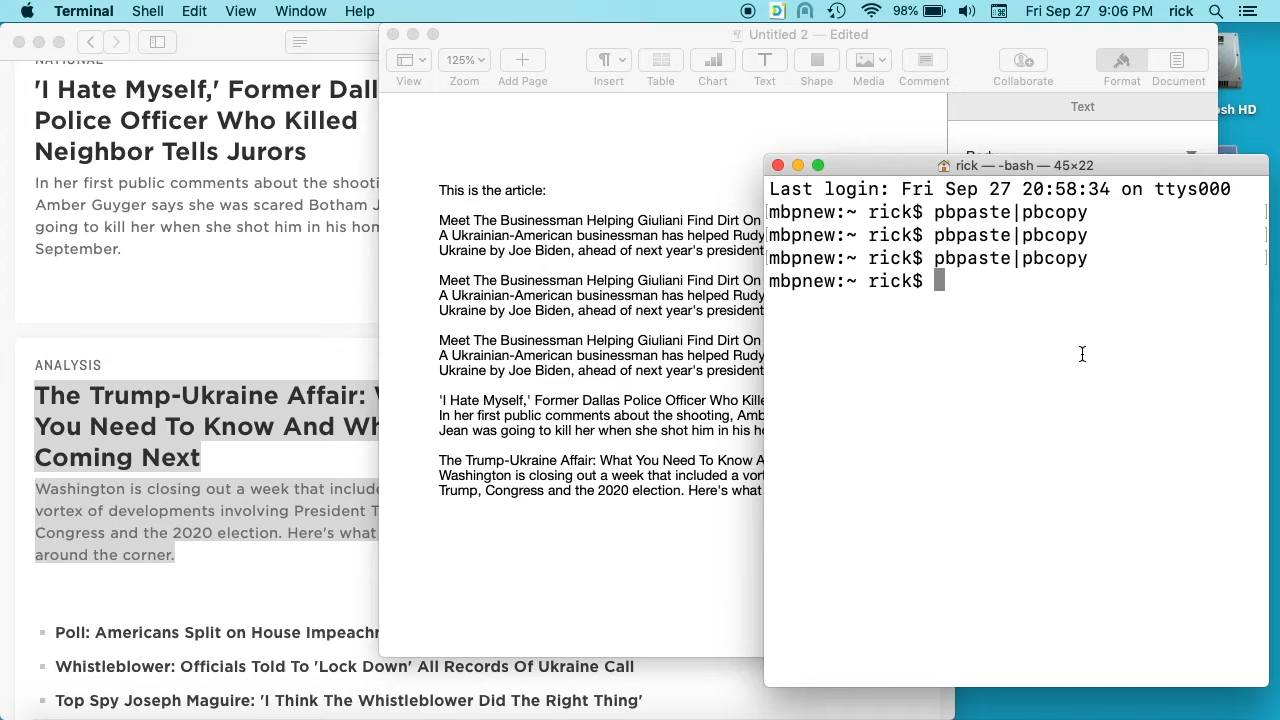 Terminal Shell Edit View Window Help 98% Fri Sep 27 9:06 PM rick
NATIONAL
'I Hate Myself,' Former Dall
Police Officer Who Killed
Neighbor Tells Jurors
In her first public comments about the shooti
Amber Guyger says she was scared Botham J
going to kill her when she shot him in his hom
September.
ANALYSIS
The Trump-Ukraine Affair: W
You Need To Know And Wh
Coming Next
Washington is closing out a week that include
vortex of developments involving President T
Congress and the 2020 election. Here's what
around the corner.
Poll: Americans Split on House Impeachm
Whistleblower: Officials Told To 'Lock Down' All Records Of Ukraine Call
Top Spy Joseph Maguire: 'I Think The Whistleblower Did The Right Thing'
Untitled 2 — Edited
125%
View Zoom Add Page Insert Table Chart Text Shape Media Comment Collaborate Format Document
Text
This is the article:
Meet The Businessman Helping Giuliani Find Dirt On
A Ukrainian-American businessman has helped Rudy
Ukraine by Joe Biden, ahead of next year's president
Meet The Businessman Helping Giuliani Find Dirt On
A Ukrainian-American businessman has helped Rudy
Ukraine by Joe Biden, ahead of next year's president
Meet The Businessman Helping Giuliani Find Dirt On
A Ukrainian-American businessman has helped Rudy
Ukraine by Joe Biden, ahead of next year's president
'I Hate Myself,' Former Dallas Police Officer Who Kille
In her first public comments about the shooting, Amb
Jean was going to kill her when she shot him in his ho
The Trump-Ukraine Affair: What You Need To Know A
Washington is closing out a week that included a vort
Trump, Congress and the 2020 election. Here's what
osh HD
rick — -bash — 45×22
Last login: Fri Sep 27 20:58:34 on ttys000
mbpnew:~ rick$ pbpaste|pbcopy
mbpnew:~ rick$ pbpaste|pbcopy
mbpnew:~ rick$ pbpaste|pbcopy
mbpnew:~ rick$